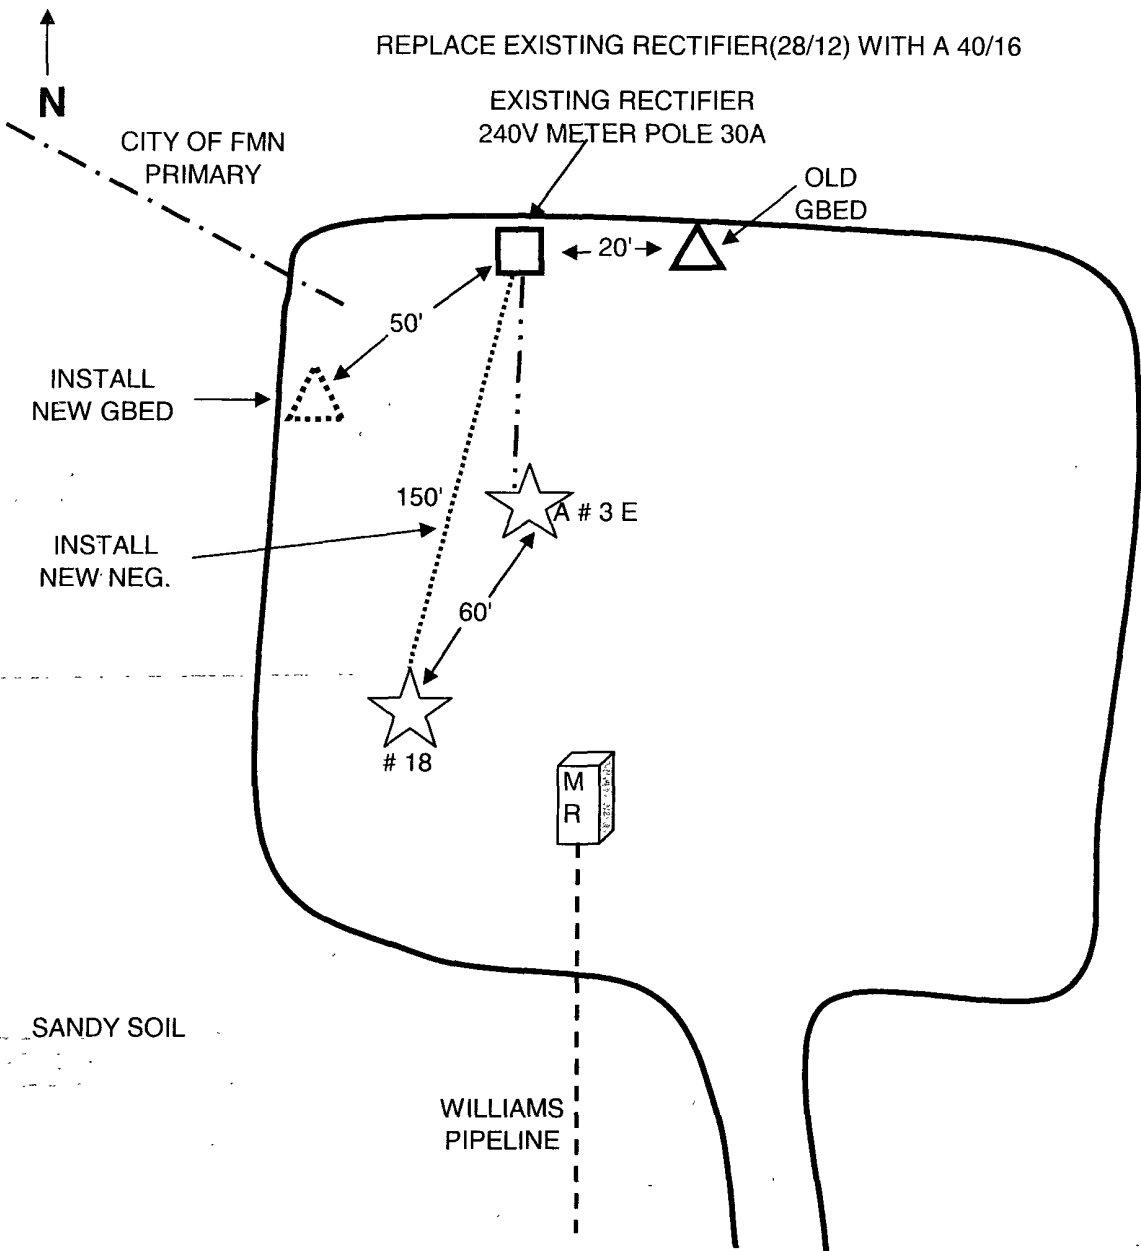 REPLACE EXISTING RECTIFIER(28/12) WITH A 40/16
N
EXISTING RECTIFIER
240V METER POLE 30A
CITY OF FMN
PRIMARY
OLD
GBED
20'
50'
INSTALL
NEW GBED
150'
A # 3 E
INSTALL
NEW NEG.
60'
# 18
M
R
SANDY SOIL
WILLIAMS
PIPELINE